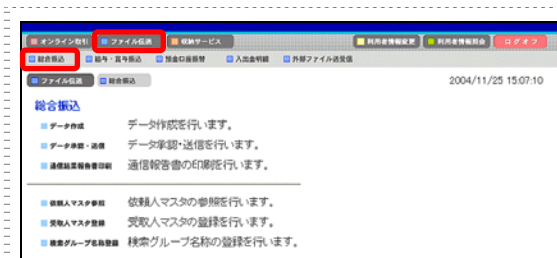 オンライン取引 ファイル伝送 収納サービス 利用者情報変更 利用者情報照会 ログオフ
総合振込 給与・賞与振込 預金口座振替 入出金明細 外部ファイル送受信
ファイル伝送 総合振込 2004/11/25 15:07:10
総合振込
データ作成 データ作成を行います。
データ承認・送信 データ承認・送信を行います。
通信結果報告書印刷 通信報告書の印刷を行います。
依頼人マスタ参照 依頼人マスタの参照を行います。
受取人マスタ登録 受取人マスタの登録を行います。
検索グループ名称登録 検索グループ名称の登録を行います。